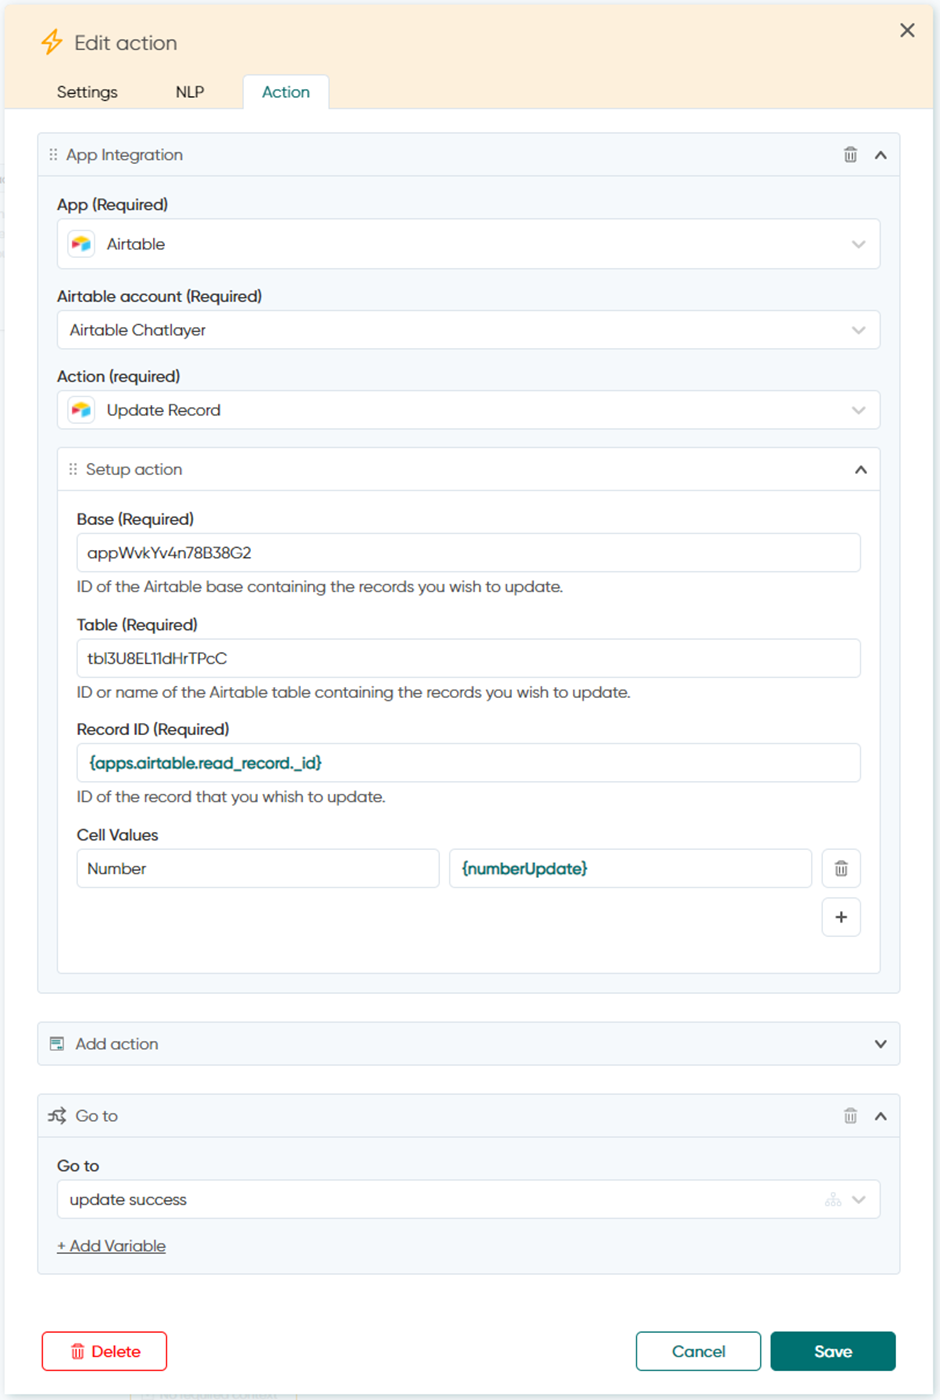 Edit action
Settings NLP Action
App Integration
App (Required)
Airtable
Airtable account (Required)
Airtable Chatlayer
Action (required)
Update Record
Setup action
Base (Required)
appWvkYv4n78B38G2
ID of the Airtable base containing the records you wish to update.
Table (Required)
tbl3U8EL11dHrTPcC
ID or name of the Airtable table containing the records you wish to update.
Record ID (Required)
{apps.airtable.read_record._id}
ID of the record that you whish to update.
Cell Values
Number {numberUpdate}
+
Add action
Go to
Go to
update success
+ Add Variable
Delete Cancel Save
No required context